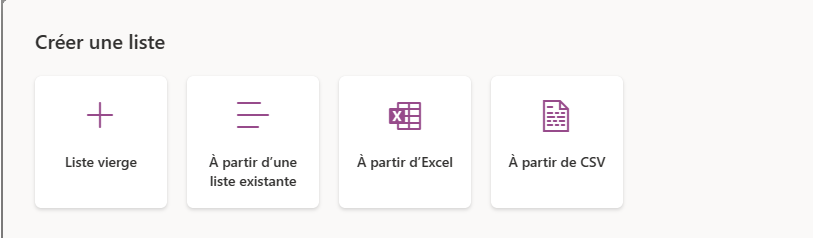 Créer une liste
Liste vierge
À partir d’une
liste existante
À partir d’Excel
À partir de CSV